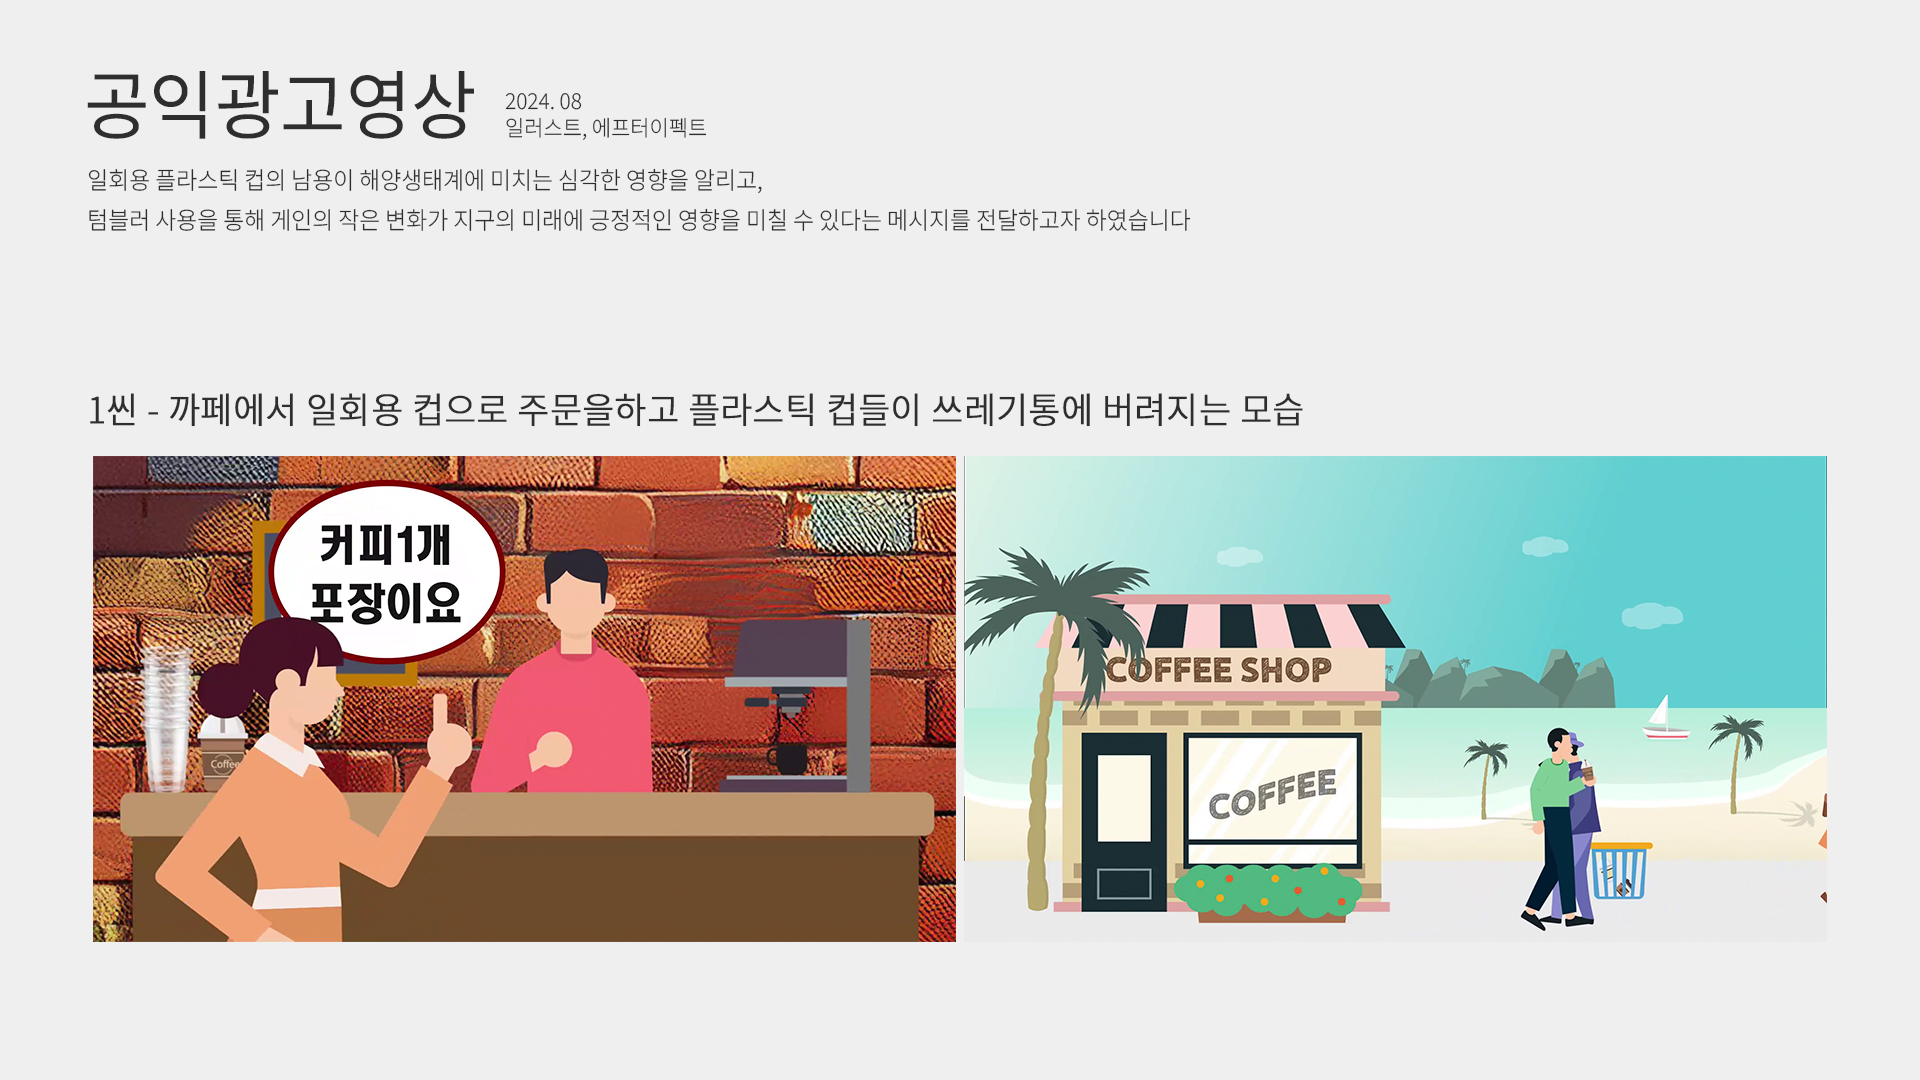 공익광고영상
2024. 08
일러스트, 에프터이펙트
일회용 플라스틱 컵의 남용이 해양생태계에 미치는 심각한 영향을 알리고,
텀블러 사용을 통해 게인의 작은 변화가 지구의 미래에 긍정적인 영향을 미칠 수 있다는 메시지를 전달하고자 하였습니다
1씬 - 까페에서 일회용 컵으로 주문을하고 플라스틱 컵들이 쓰레기통에 버려지는 모습
커피1개
포장이요
Coffee
COFFEE SHOP
COFFEE